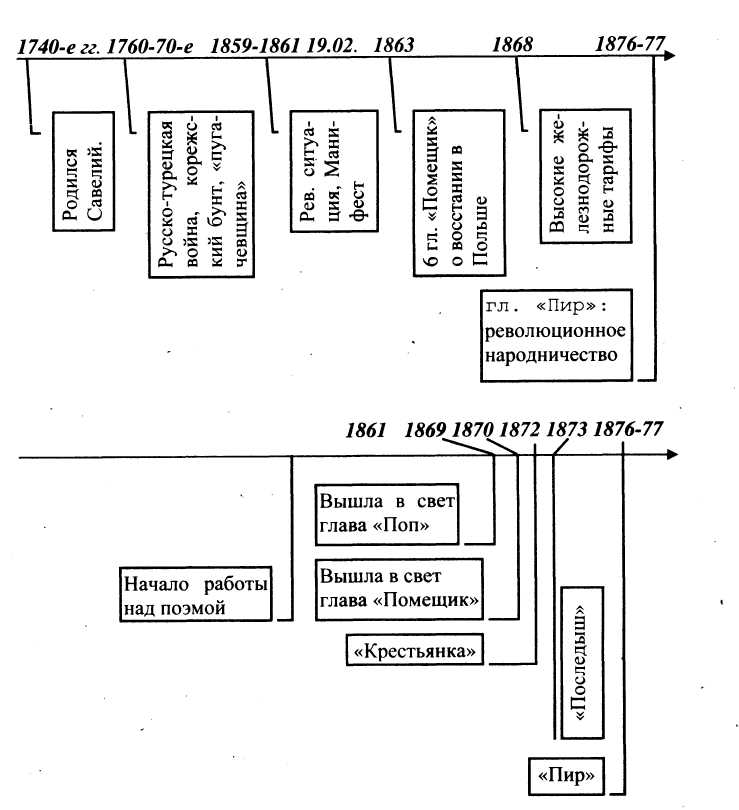 1740-е гг. 1760-70-е 1859-1861 19.02. 1863 1868 1876-77
Родился
Савелий.
Русско-турецкая
война, корежс-
кий бунт, «пуга-
чевщина»
Рев. ситуа-
ция, Мани-
фест
6 гл. «Помещик»
о восстании в
Польше
Высокие же-
лезнодорож-
ные тарифы
гл. «Пир»:
революционное
народничество
1861 1869 1870 1872 1873 1876-77
Вышла в свет
глава «Поп»
Начало работы
над поэмой
Вышла в свет
глава «Помещик»
«Крестьянка»
«Последыш»
«Пир»